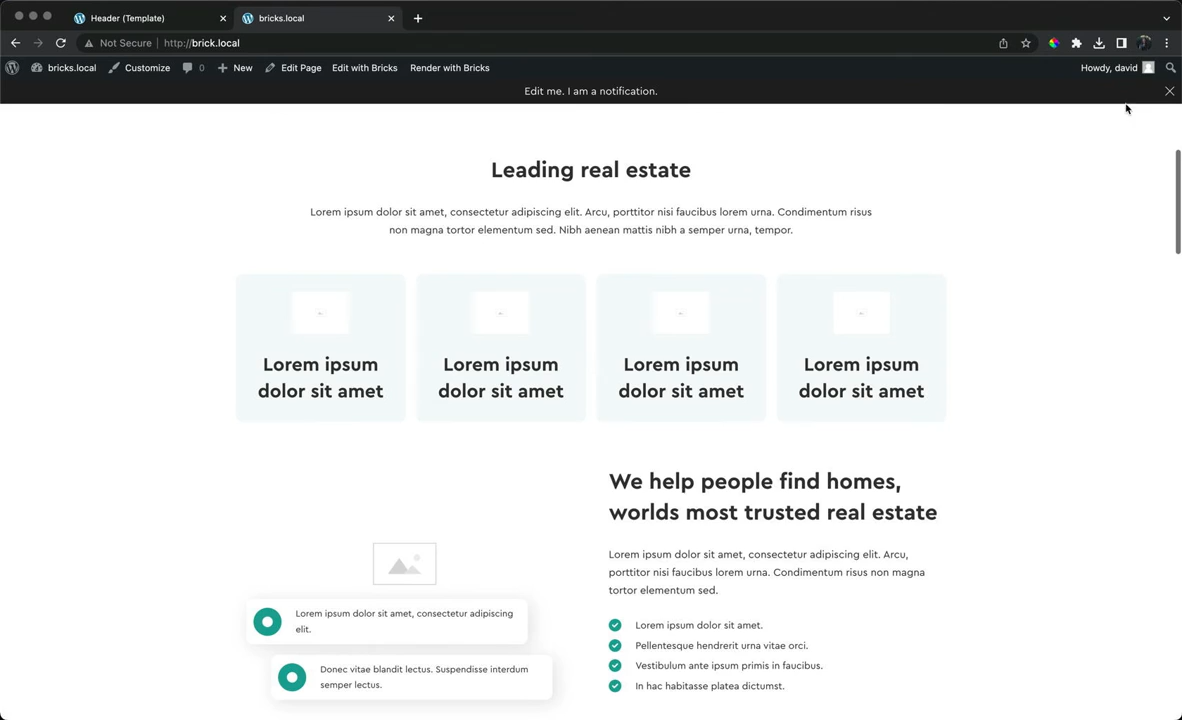 Header (Template)
bricks.local
Not Secure
http://brick.local
bricks.local
Customize
0
New
Edit Page
Edit with Bricks
Render with Bricks
Howdy, david
Edit me. I am a notification.
Leading real estate
Lorem ipsum dolor sit amet, consectetur adipiscing elit. Arcu, porttitor nisi faucibus lorem urna. Condimentum risus
non magna tortor elementum sed. Nibh aenean mattis nibh a semper urna, tempor.
Lorem ipsum
dolor sit amet
Lorem ipsum
dolor sit amet
Lorem ipsum
dolor sit amet
Lorem ipsum
dolor sit amet
We help people find homes,
worlds most trusted real estate
Lorem ipsum dolor sit amet, consectetur adipiscing elit. Arcu,
porttitor nisi faucibus lorem urna. Condimentum risus non magna
tortor elementum sed.
Lorem ipsum dolor sit amet, consectetur adipiscing
elit.
Donec vitae blandit lectus. Suspendisse interdum
semper lectus.
Lorem ipsum dolor sit amet.
Pellentesque hendrerit urna vitae orci.
Vestibulum ante ipsum primis in faucibus.
In hac habitasse platea dictumst.